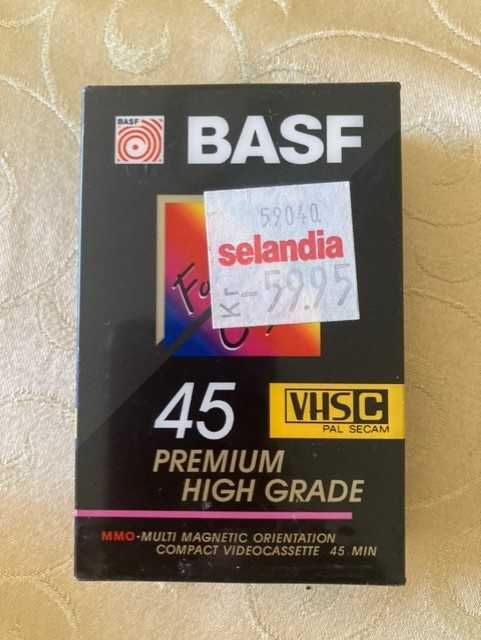 BASF
BASF
59040
selandia
Kr. 59.95
45
VHSC
PAL SECAM
PREMIUM
HIGH GRADE
MMO-MULTI MAGNETIC ORIENTATION
COMPACT VIDEOCASSETTE 45 MIN